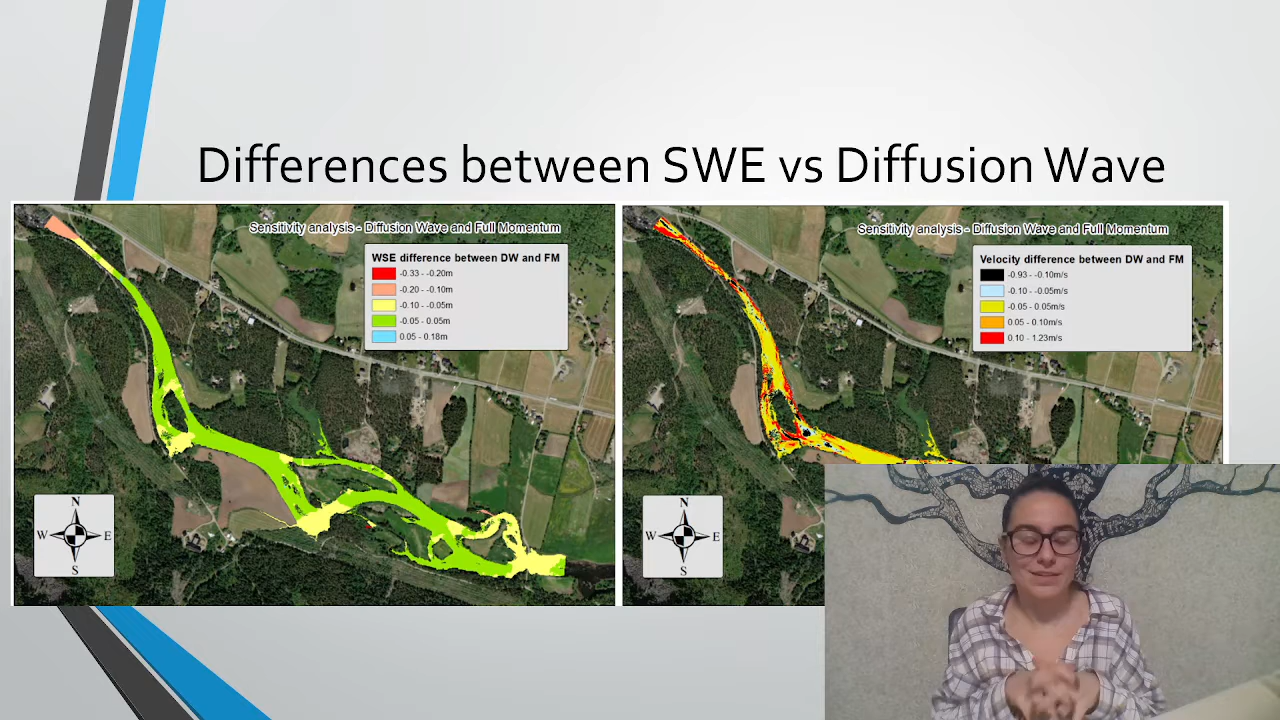 Differences between SWE vs Diffusion Wave
Sensitivity analysis - Diffusion Wave and Full Momentum
WSE difference between DW and FM
-0.33 - -0.20m
-0.20 - -0.10m
-0.10 - -0.05m
-0.05 - 0.05m
0.05 - 0.18m
N
W E
S
Sensitivity analysis - Diffusion Wave and Full Momentum
Velocity difference between DW and FM
-0.93 - -0.10m/s
-0.10 - -0.05m/s
-0.05 - 0.05m/s
0.05 - 0.10m/s
0.10 - 1.23m/s
N
W E
S